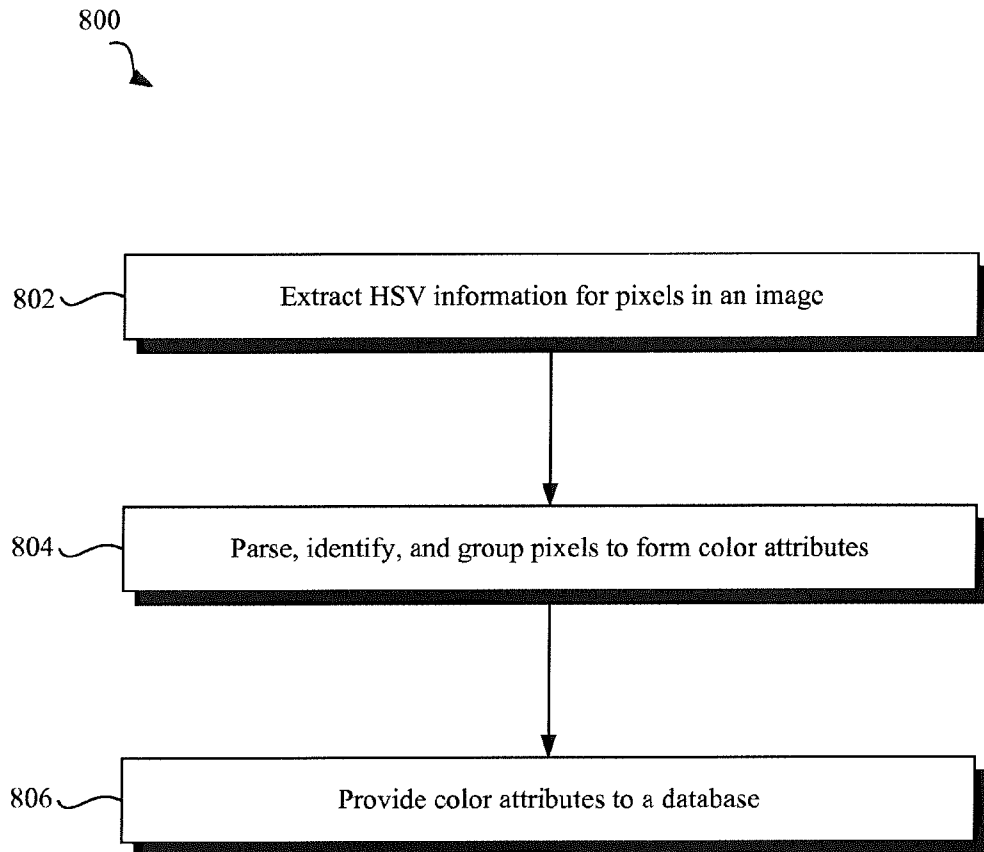 800
802
Extract HSV information for pixels in an image
804
Parse, identify, and group pixels to form color attributes
806
Provide color attributes to a database